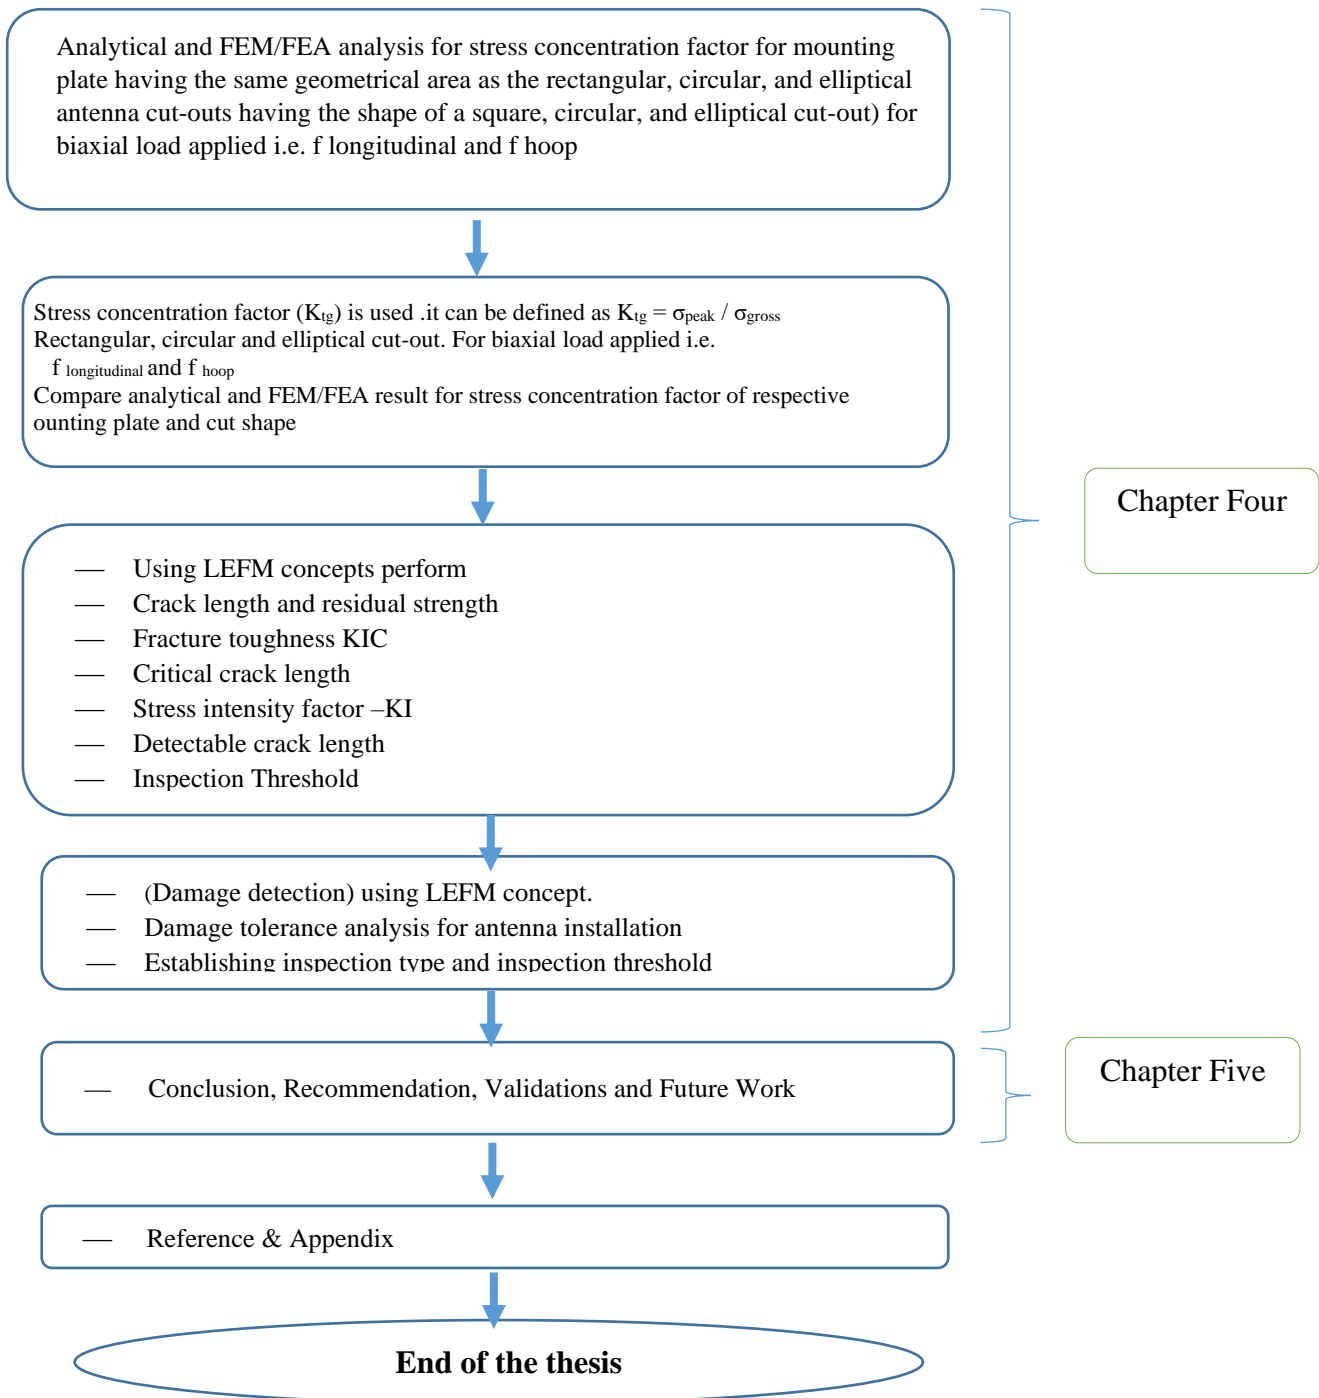 Analytical and FEM/FEA analysis for stress concentration factor for mounting
plate having the same geometrical area as the rectangular, circular, and elliptical
antenna cut-outs having the shape of a square, circular, and elliptical cut-out) for
biaxial load applied i.e. f longitudinal and f hoop
Stress concentration factor (Ktg) is used .it can be defined as Ktg = σpeak / σgross
Rectangular, circular and elliptical cut-out. For biaxial load applied i.e.
f longitudinal and f hoop
Compare analytical and FEM/FEA result for stress concentration factor of respective
ounting plate and cut shape
— Using LEFM concepts perform
— Crack length and residual strength
— Fracture toughness KIC
— Critical crack length
— Stress intensity factor –KI
— Detectable crack length
— Inspection Threshold
Chapter Four
— (Damage detection) using LEFM concept.
— Damage tolerance analysis for antenna installation
— Establishing inspection type and inspection threshold
— Conclusion, Recommendation, Validations and Future Work
Chapter Five
— Reference & Appendix
End of the thesis